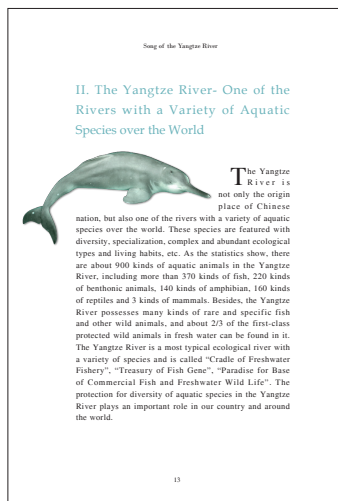 Song of the Yangtze River
II. The Yangtze River- One of the
Rivers with a Variety of Aquatic
Species over the World
The Yangtze
River is
not only the origin
place of Chinese
nation, but also one of the rivers with a variety of aquatic
species over the world. These species are featured with
diversity, specialization, complex and abundant ecological
types and living habits, etc. As the statistics show, there
are about 900 kinds of aquatic animals in the Yangtze
River, including more than 370 kinds of fish, 220 kinds
of benthonic animals, 140 kinds of amphibian, 160 kinds
of reptiles and 3 kinds of mammals. Besides, the Yangtze
River possesses many kinds of rare and specific fish
and other wild animals, and about 2/3 of the first-class
protected wild animals in fresh water can be found in it.
The Yangtze River is a most typical ecological river with
a variety of species and is called “Cradle of Freshwater
Fishery”, “Treasury of Fish Gene”, “Paradise for Base
of Commercial Fish and Freshwater Wild Life”. The
protection for diversity of aquatic species in the Yangtze
River plays an important role in our country and around
the world.
13